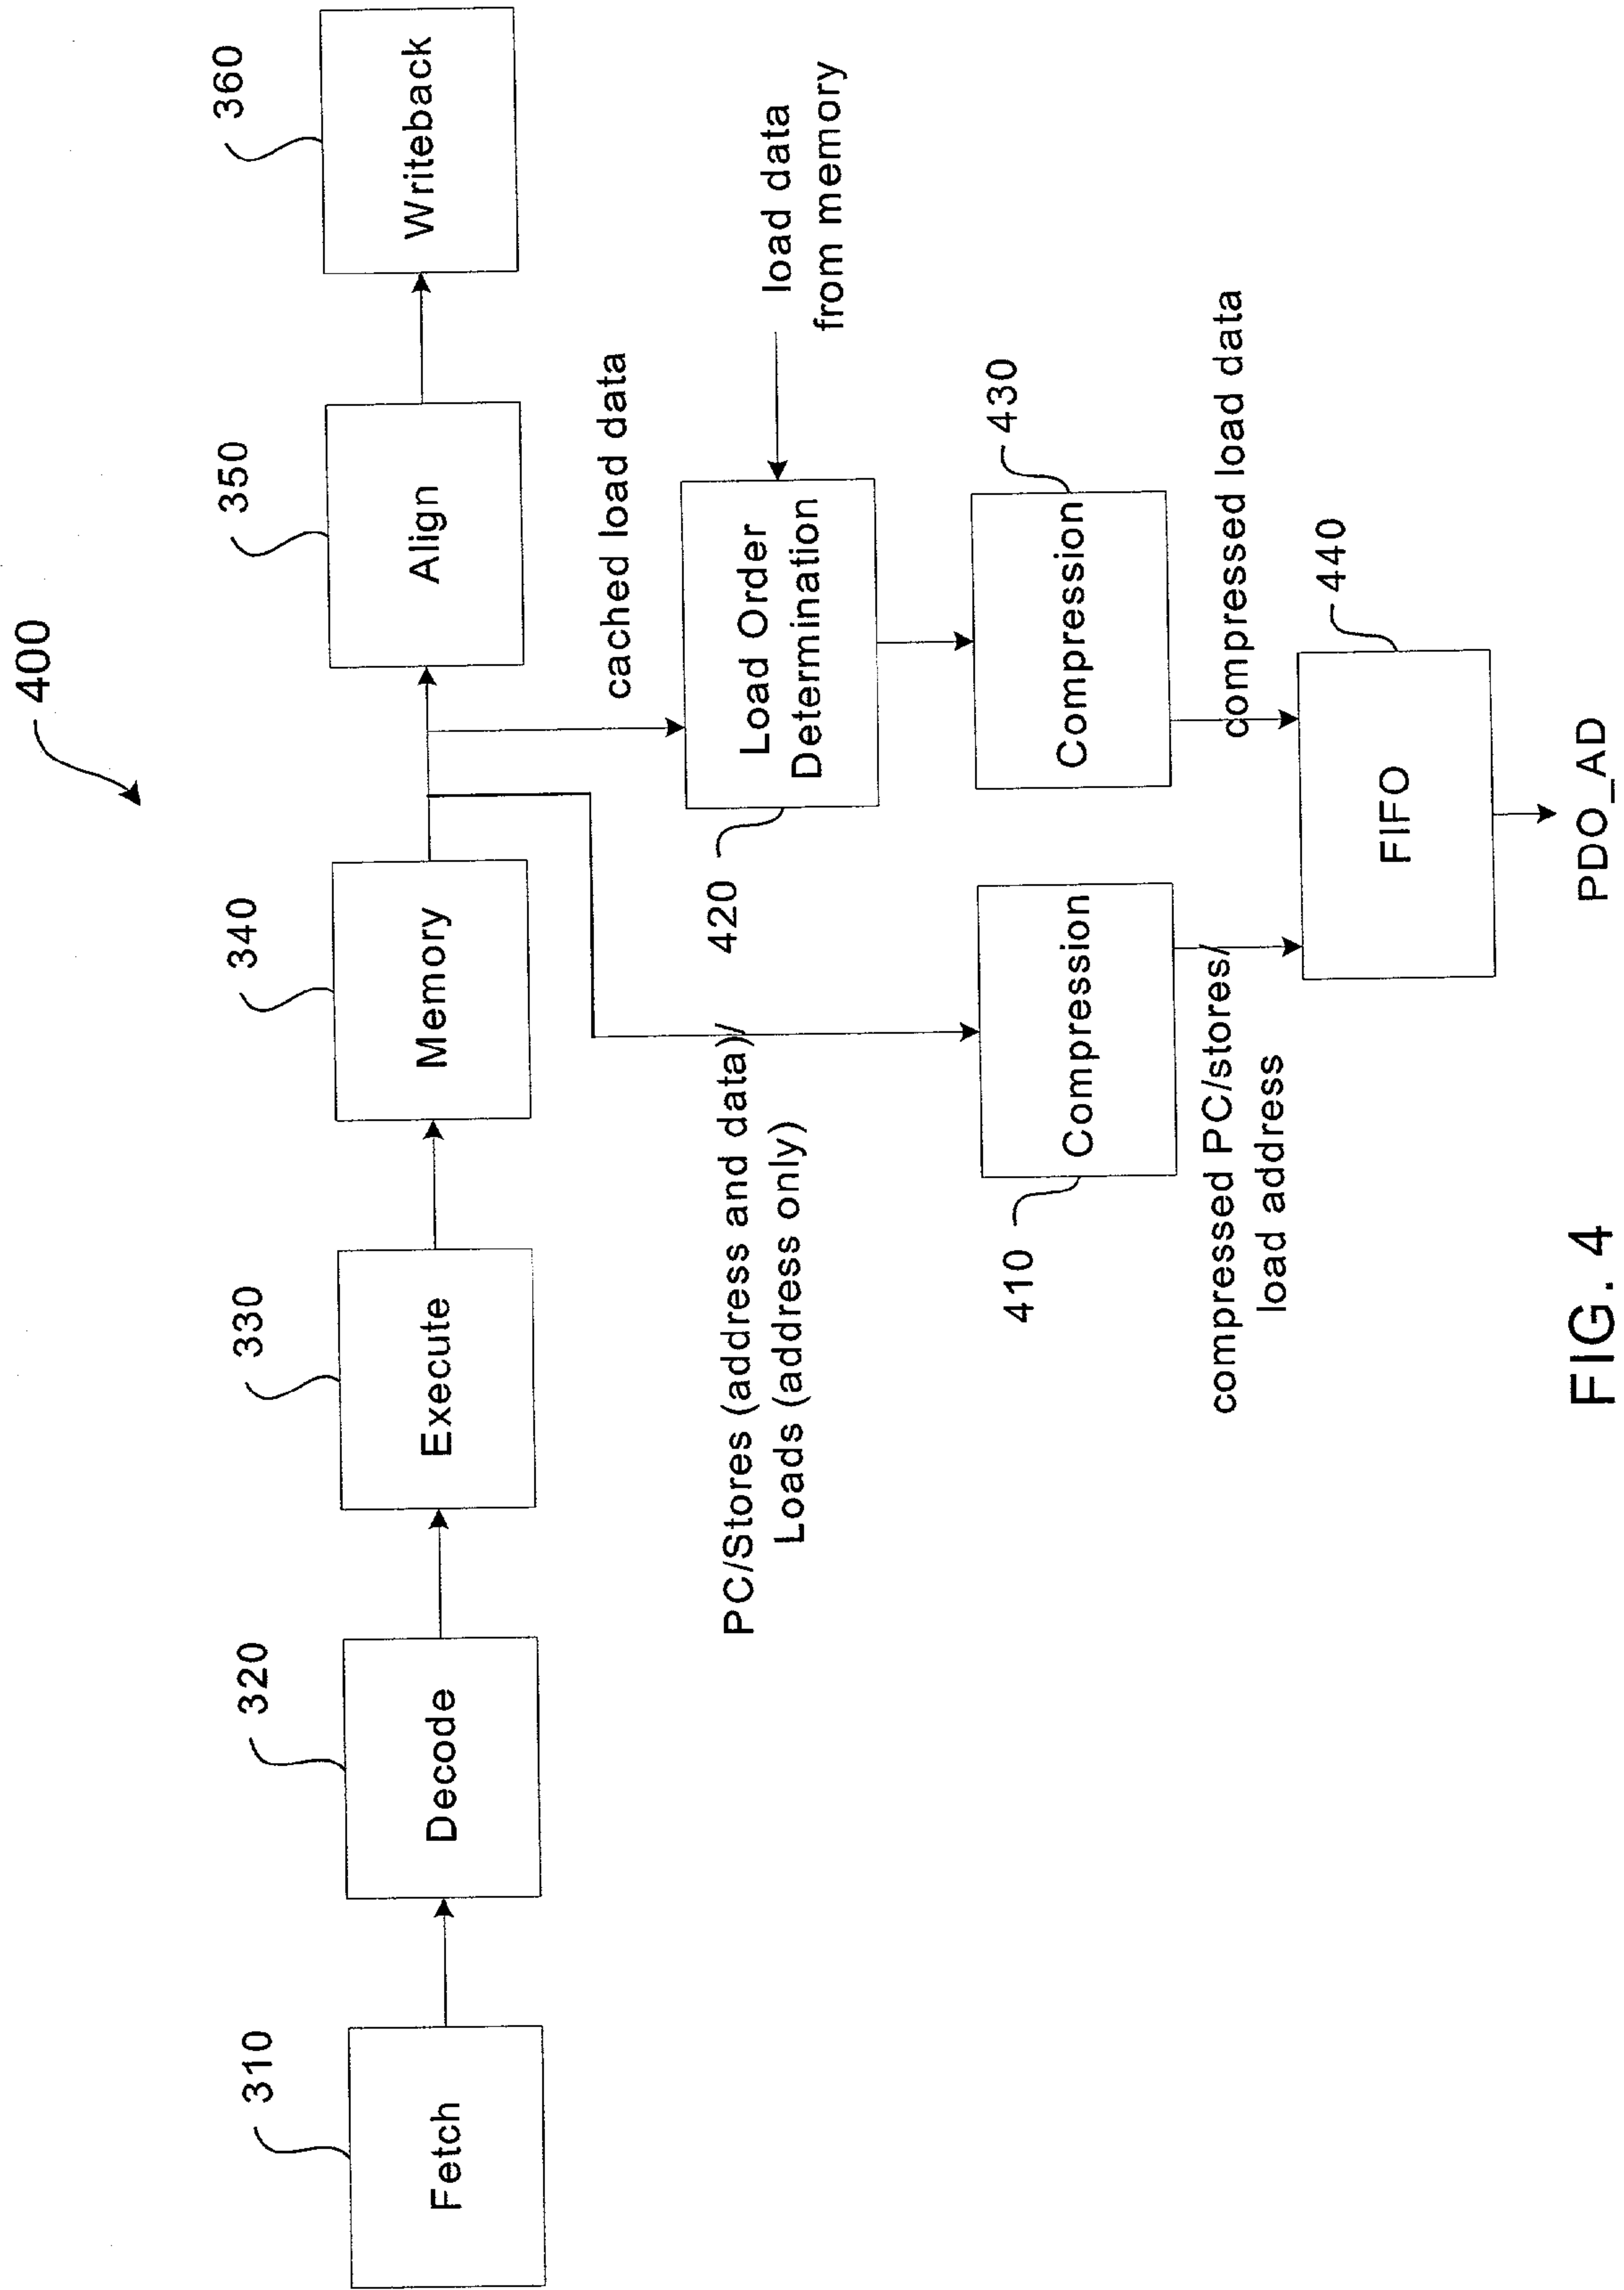 400
310
320
330
340
350
360
Fetch
Decode
Execute
Memory
Align
Writeback
cached load data
PC/Stores (address and data)/
Loads (address only)
420
Load Order
Determination
load data
from memory
410
Compression
430
Compression
compressed PC/stores/
load address
compressed load data
440
FIFO
PDO_AD
FIG. 4